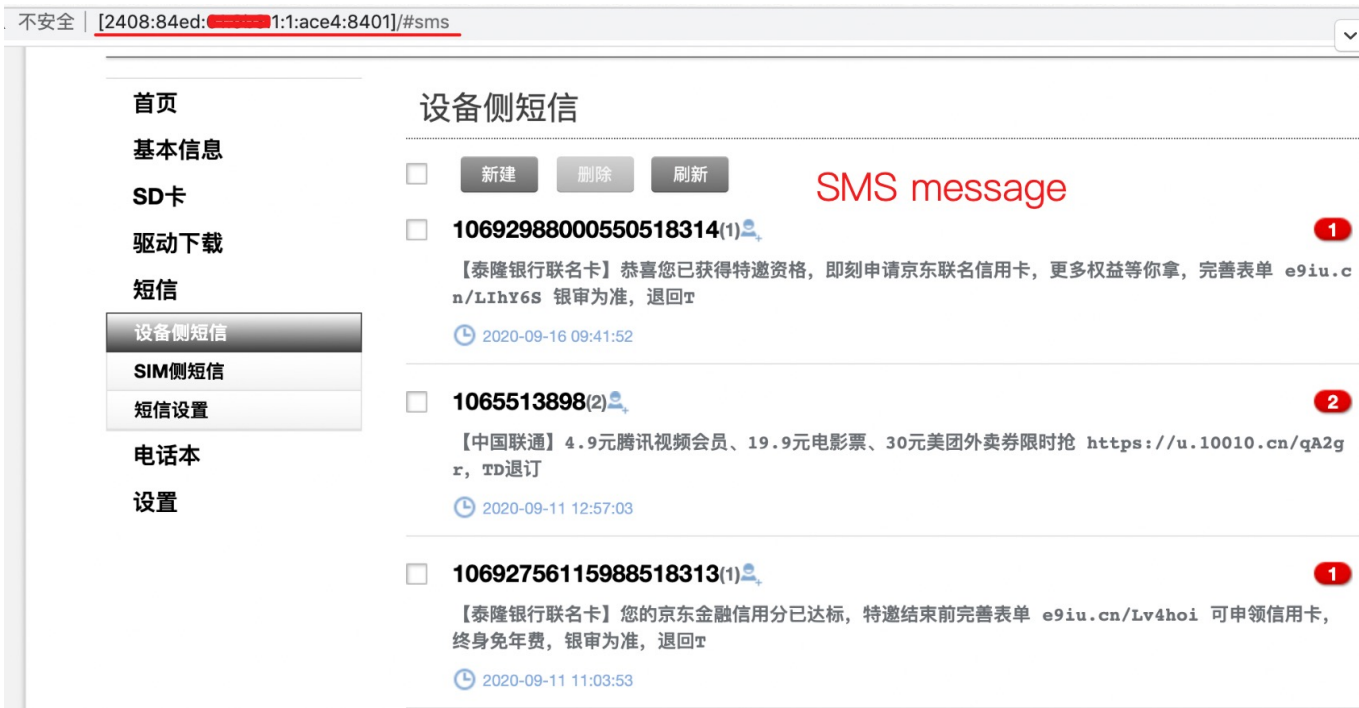 不安全 [2408:84ed: 1:1:ace4:8401]/#sms
首页
基本信息
SD卡
驱动下载
短信
设备侧短信
SIM侧短信
短信设置
电话本
设置
设备侧短信
新建 删除 刷新
SMS message
10692988000550518314(1) 1
【泰隆银行联名卡】恭喜您已获得特邀资格，即刻申请京东联名信用卡，更多权益等你拿，完善表单 e9iu.c
n/LIhY6S 银审为准，退回T
2020-09-16 09:41:52
1065513898(2) 2
【中国联通】4.9元腾讯视频会员、19.9元电影票、30元美团外卖券限时抢 https://u.10010.cn/qA2g
r，TD退订
2020-09-11 12:57:03
10692756115988518313(1) 1
【泰隆银行联名卡】您的京东金融信用分已达标，特邀结束前完善表单 e9iu.cn/Lv4hoi 可申领信用卡，
终身免年费，银审为准，退回T
2020-09-11 11:03:53